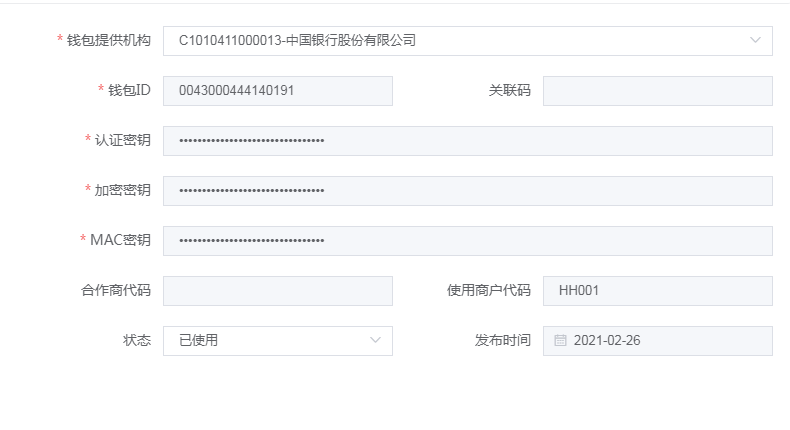 * 钱包提供机构 C1010411000013-中国银行股份有限公司
* 钱包ID 0043000444140191 关联码
* 认证密钥 ••••••••••••••••••••••••••••••••
* 加密密钥 ••••••••••••••••••••••••••••••••
* MAC密钥 ••••••••••••••••••••••••••••••••
合作商代码 使用商户代码 HH001
状态 已使用 发布时间 2021-02-26